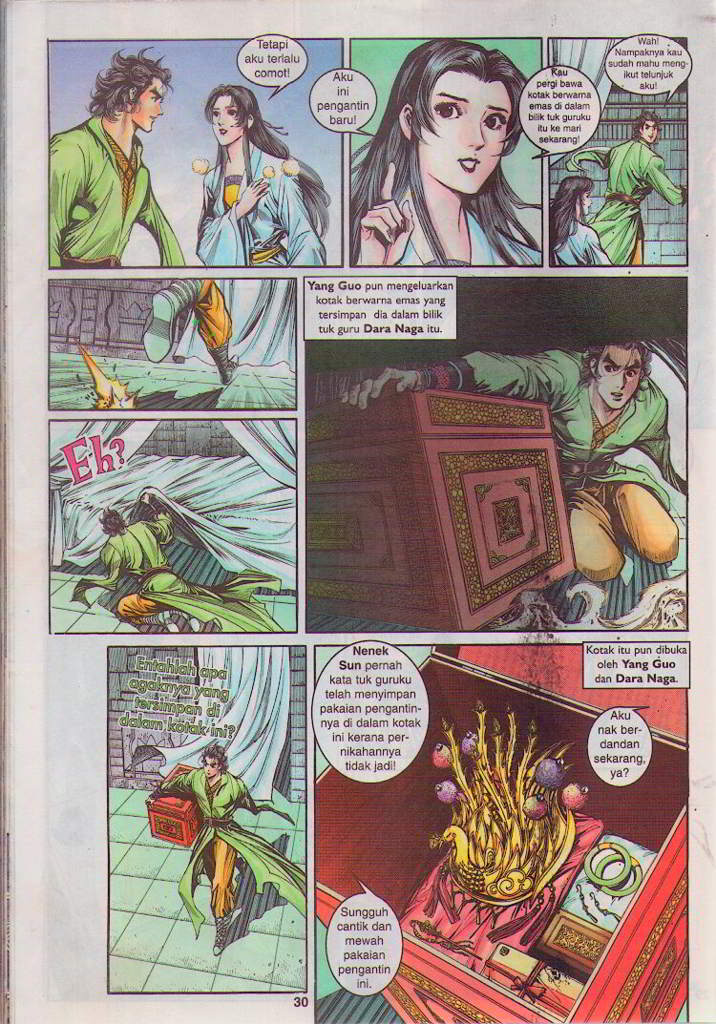 Tetapi
aku terlalu
comot!
Aku
ini
pengantin
baru!
Kau
pergi bawa
kotak berwarna
emas di dalam
bilik tuk guruku
itu ke mari
sekarang!
Wah!
Nampaknya kau
sudah mahu meng-
ikut telunjuk
aku!
Yang Guo pun mengeluarkan
kotak berwarna emas yang
tersimpan dia dalam bilik
tuk guru Dara Naga itu.
Eh?
Entahlah apa
agaknya yang
tersimpan di
dalam kotak ini?
Nenek
Sun pernah
kata tuk guruku
telah menyimpan
pakaian pengantin-
nya di dalam kotak
ini kerana per-
nikahannya
tidak jadi!
Kotak itu pun dibuka
oleh Yang Guo
dan Dara Naga.
Aku
nak ber-
dandan
sekarang,
ya?
Sungguh
cantik dan
mewah
pakaian
pengantin
ini.
30